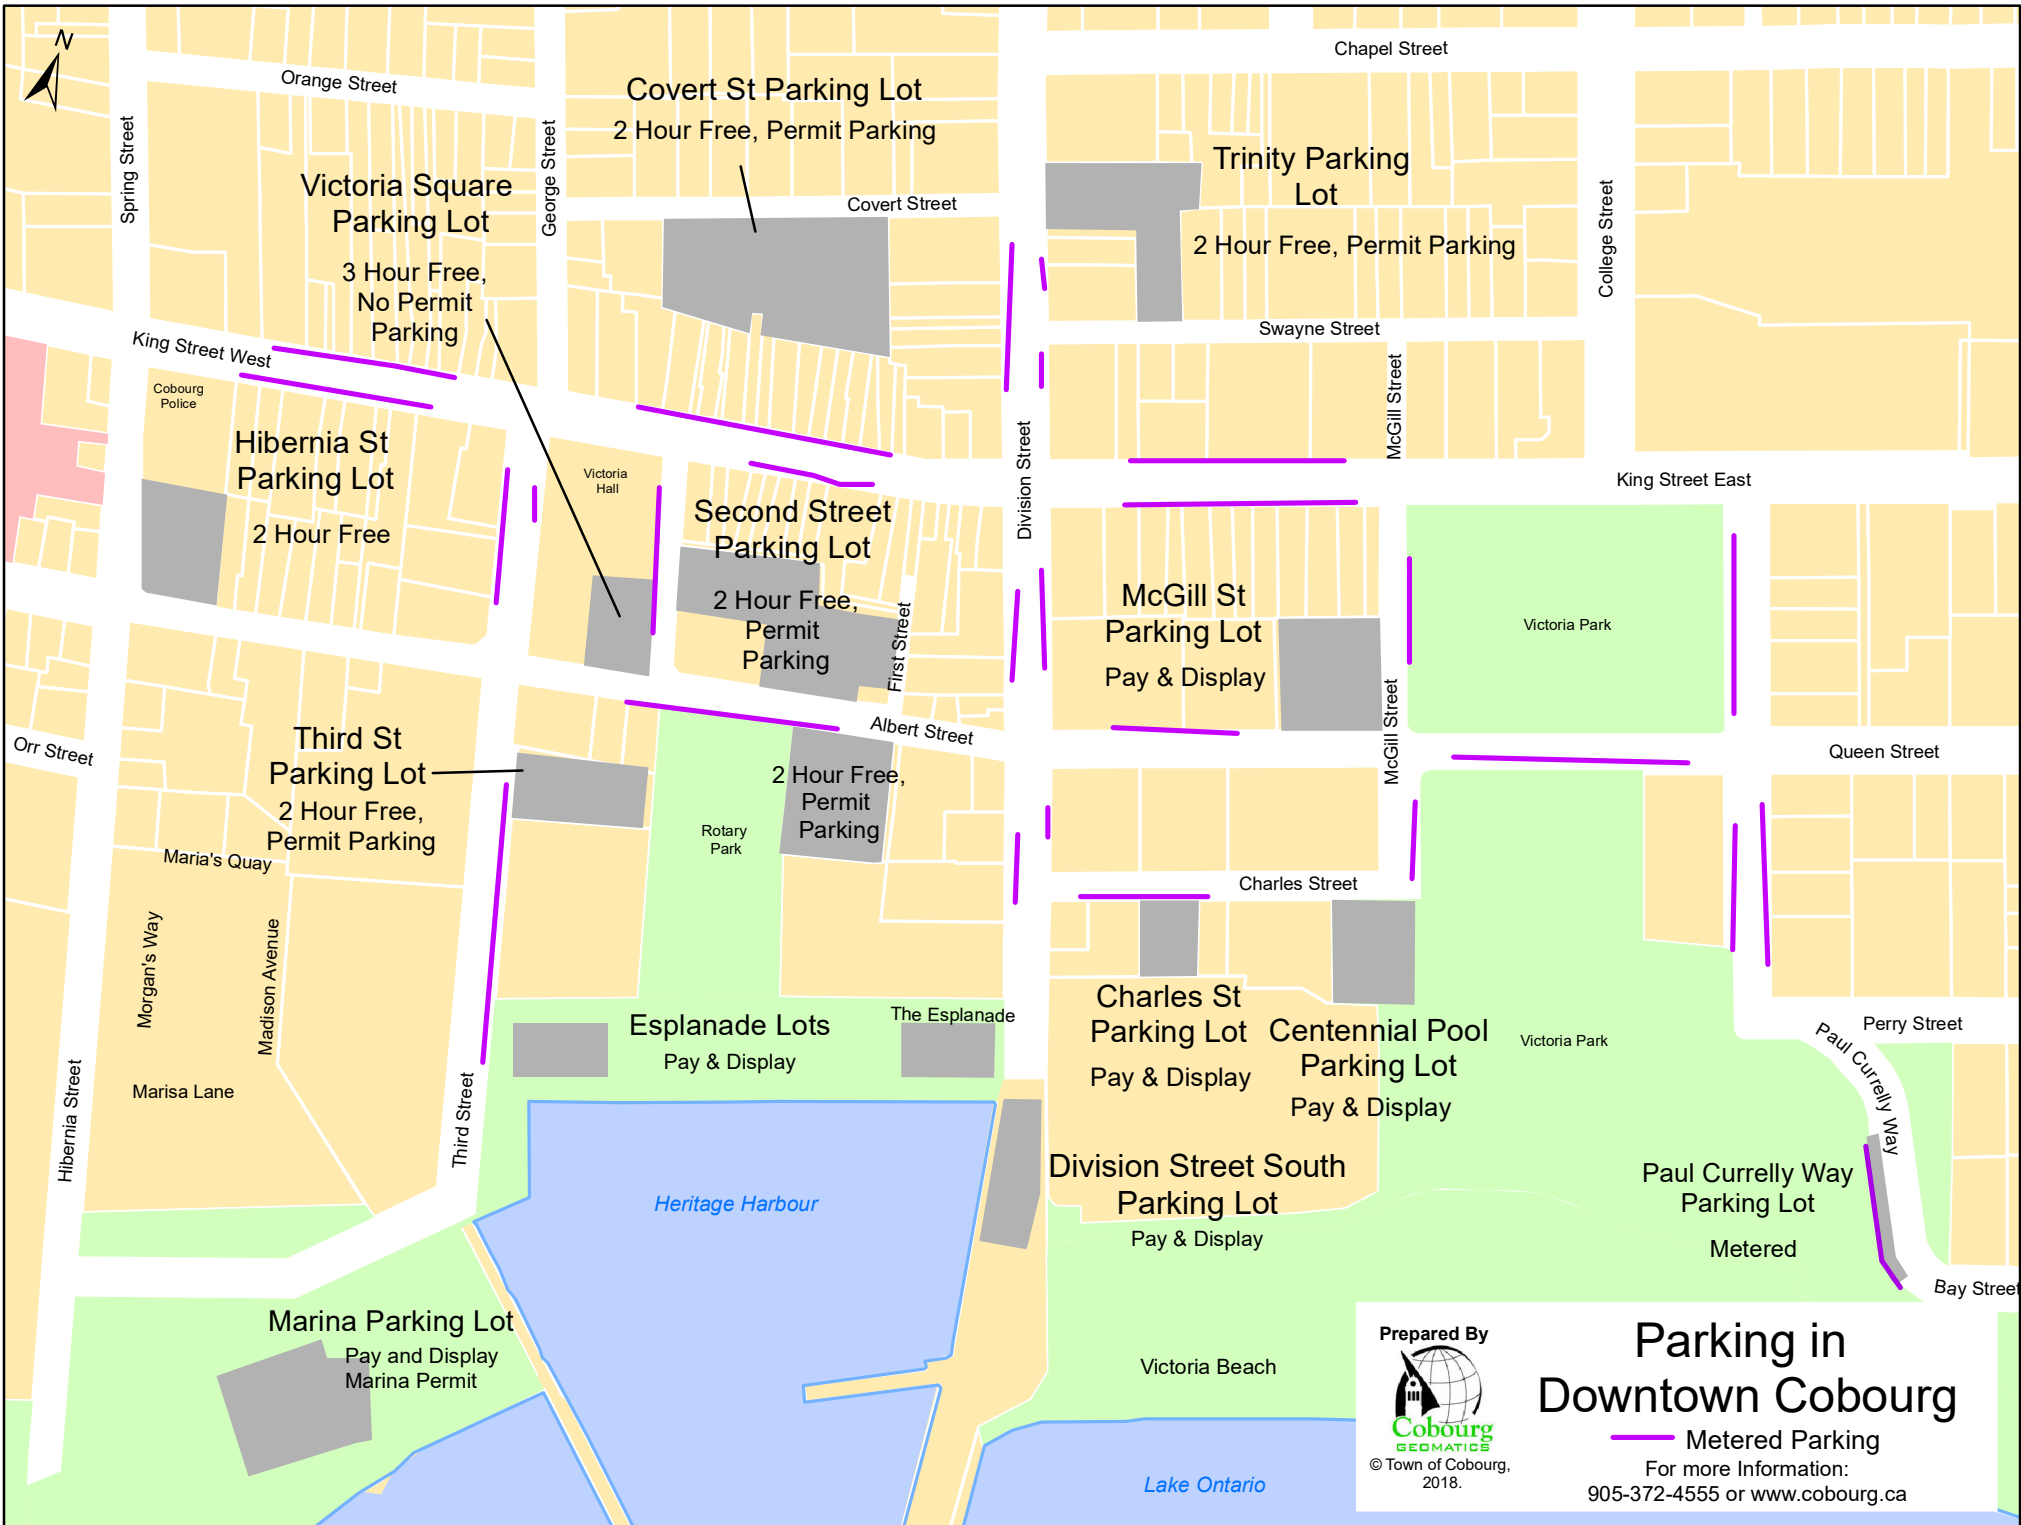 N
Orange Street
Spring Street
George Street
Covert St Parking Lot
2 Hour Free, Permit Parking
Covert Street
Chapel Street
Trinity Parking
Lot
2 Hour Free, Permit Parking
College Street
Swayne Street
McGill Street
Victoria Square
Parking Lot
3 Hour Free,
No Permit
Parking
King Street West
Cobourg
Police
Hibernia St
Parking Lot
2 Hour Free
Victoria
Hall
Second Street
Parking Lot
2 Hour Free,
Permit
Parking
First Street
Division Street
King Street East
McGill St
Parking Lot
Pay & Display
McGill Street
Victoria Park
Orr Street
Third St
Parking Lot
2 Hour Free,
Permit Parking
Albert Street
2 Hour Free,
Permit
Parking
Rotary
Park
Queen Street
Maria's Quay
Morgan's Way
Madison Avenue
Marisa Lane
Hibernia Street
Third Street
Charles Street
Esplanade Lots
Pay & Display
The Esplanade
Charles St
Parking Lot
Pay & Display
Centennial Pool
Parking Lot
Pay & Display
Victoria Park
Perry Street
Paul Currelly Way
Heritage Harbour
Division Street South
Parking Lot
Pay & Display
Paul Currelly Way
Parking Lot
Metered
Bay Street
Marina Parking Lot
Pay and Display
Marina Permit
Victoria Beach
Lake Ontario
Prepared By
Cobourg
GEOMATICS
© Town of Cobourg,
2018.
Parking in
Downtown Cobourg
Metered Parking
For more Information:
905-372-4555 or www.cobourg.ca